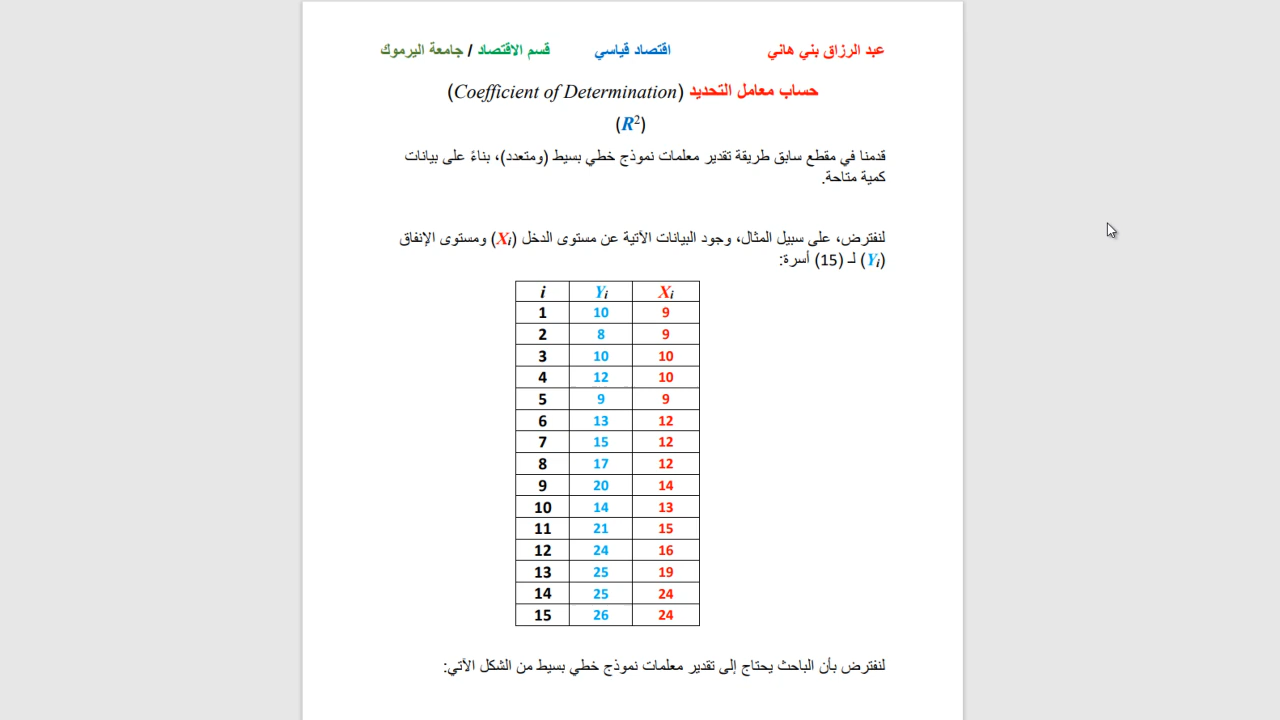 عبد الرزاق بني هاني اقتصاد قياسي قسم الاقتصاد / جامعة اليرموك
حساب معامل التحديد (Coefficient of Determination)
(R²)
قدمنا في مقطع سابق طريقة تقدير معلمات نموذج خطي بسيط (ومتعدد)، بناءً على بيانات
كمية متاحة.
لنفترض، على سبيل المثال، وجود البيانات الآتية عن مستوى الدخل (Xᵢ) ومستوى الإنفاق
(Yᵢ) لـ (15) أسرة:
i Yᵢ Xᵢ
1 10 9
2 8 9
3 10 10
4 12 10
5 9 9
6 13 12
7 15 12
8 17 12
9 20 14
10 14 13
11 21 15
12 24 16
13 25 19
14 25 24
15 26 24
لنفترض بأن الباحث يحتاج إلى تقدير معلمات نموذج خطي بسيط من الشكل الآتي: